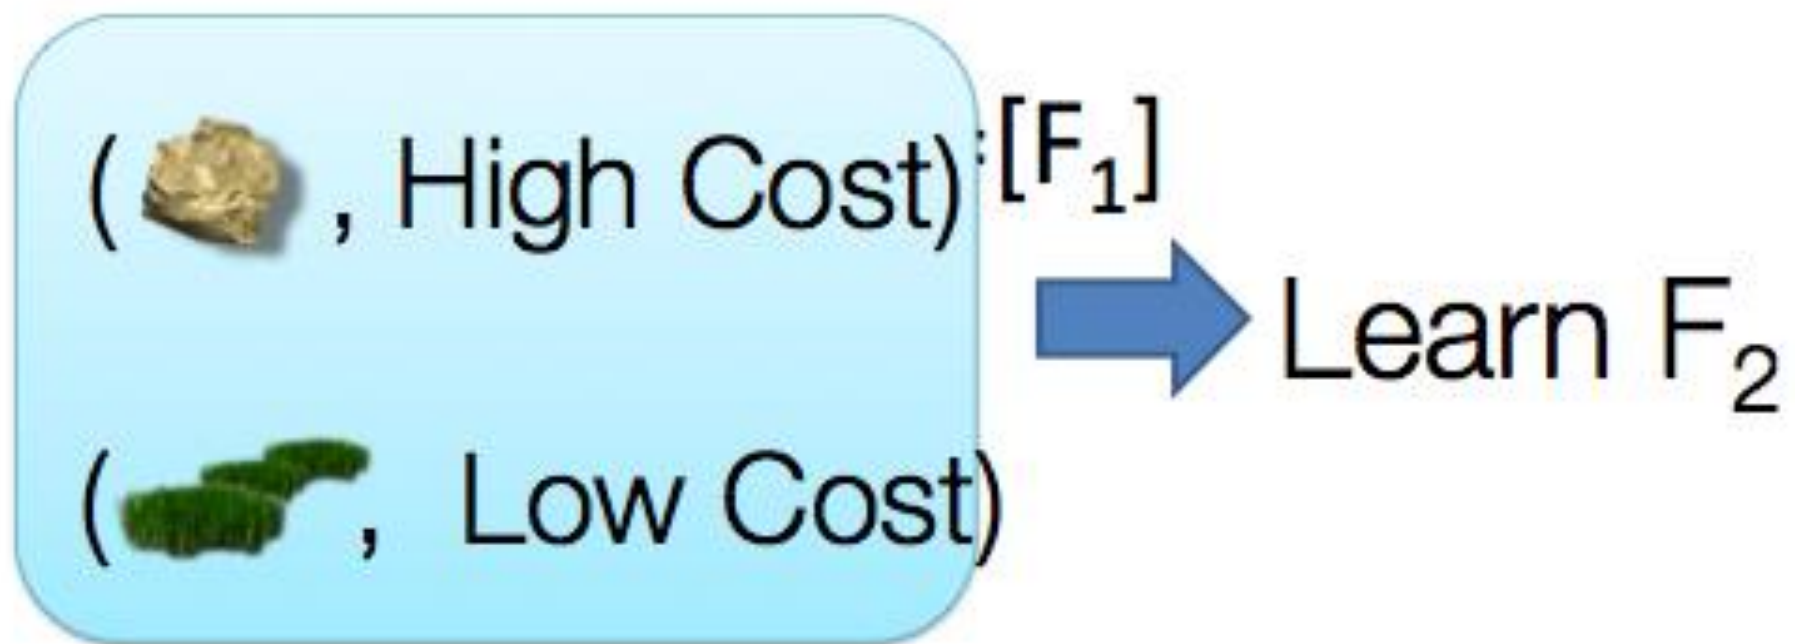 ( , High Cost) :[F₁]
Learn F₂
( , Low Cost)